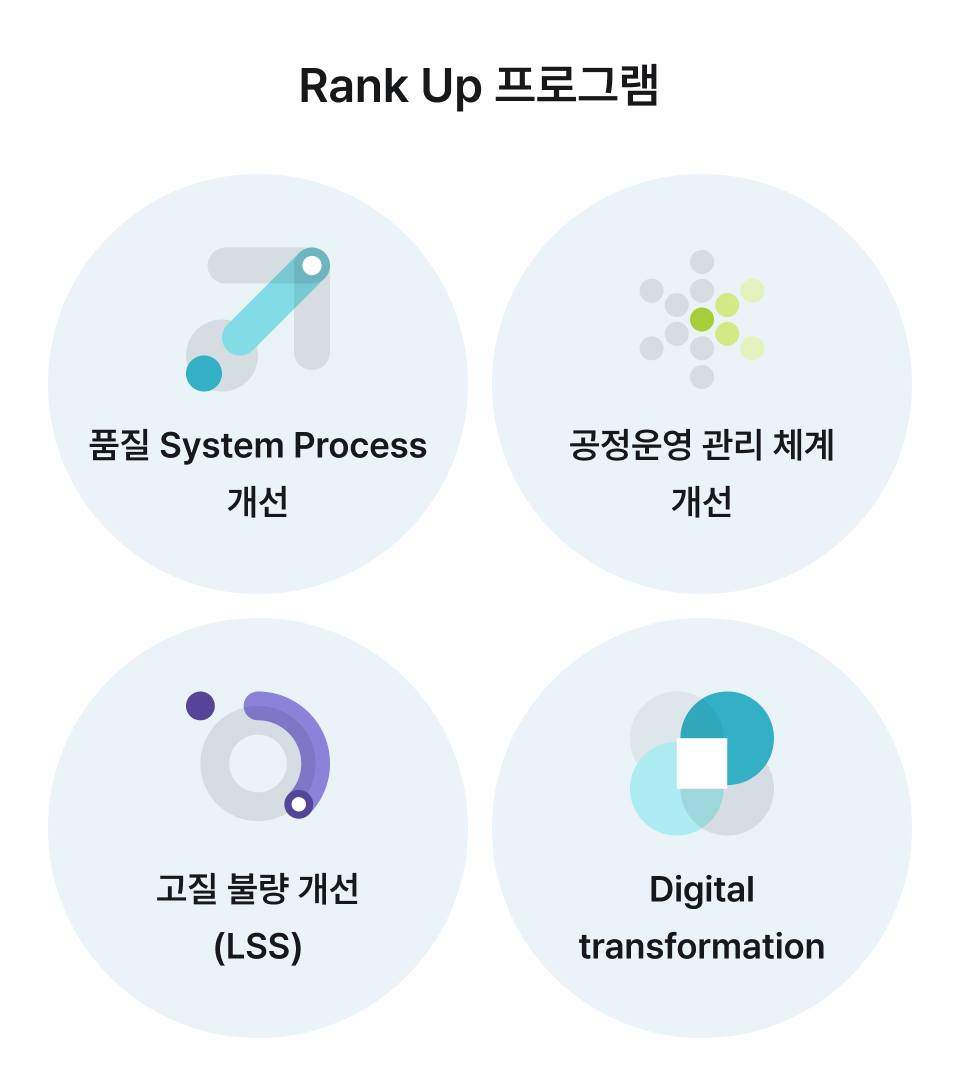 Rank Up 프로그램
품질 System Process
개선
공정운영 관리 체계
개선
고질 불량 개선
(LSS)
Digital
transformation